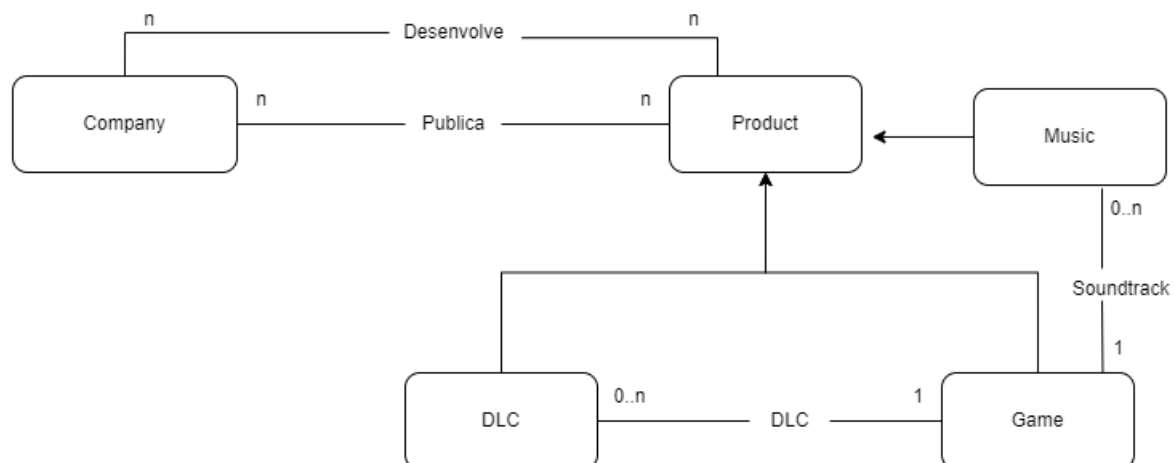 n
Desenvolve
n
Company
n
Publica
n
Product
Music
0..n
Soundtrack
1
DLC
0..n
DLC
1
Game